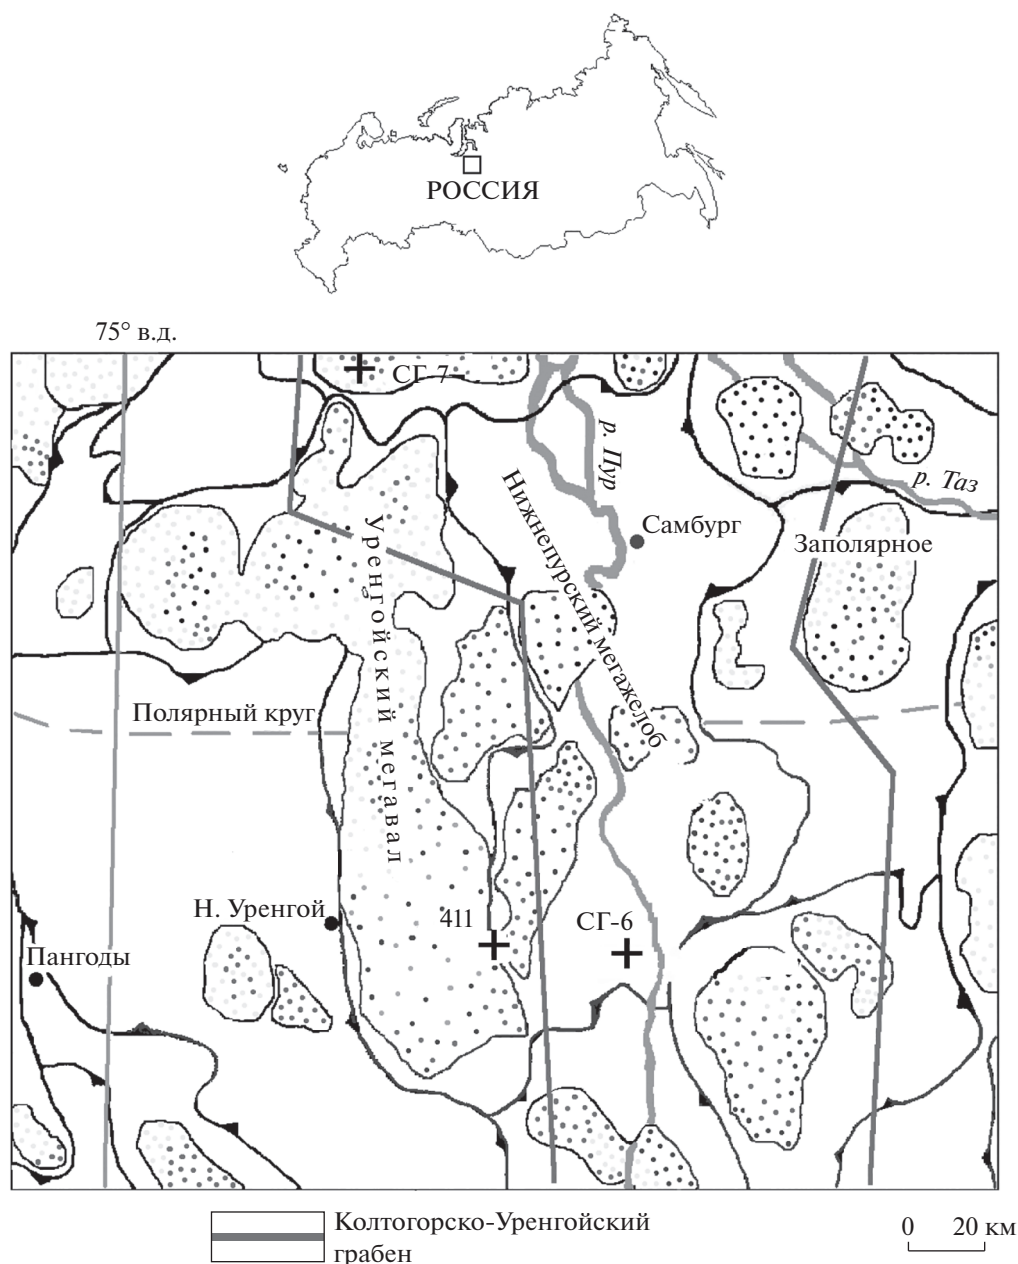 РОССИЯ
75° в.д.
СГ-7
р. Пур
р. Таз
Нижнепурский мегажелоб
Самбург
Уренгойский мегавал
Заполярное
Полярный круг
Н. Уренгой
411
СГ-6
Пангоды
Колтогорско-Уренгойский
грабен
0 20 км